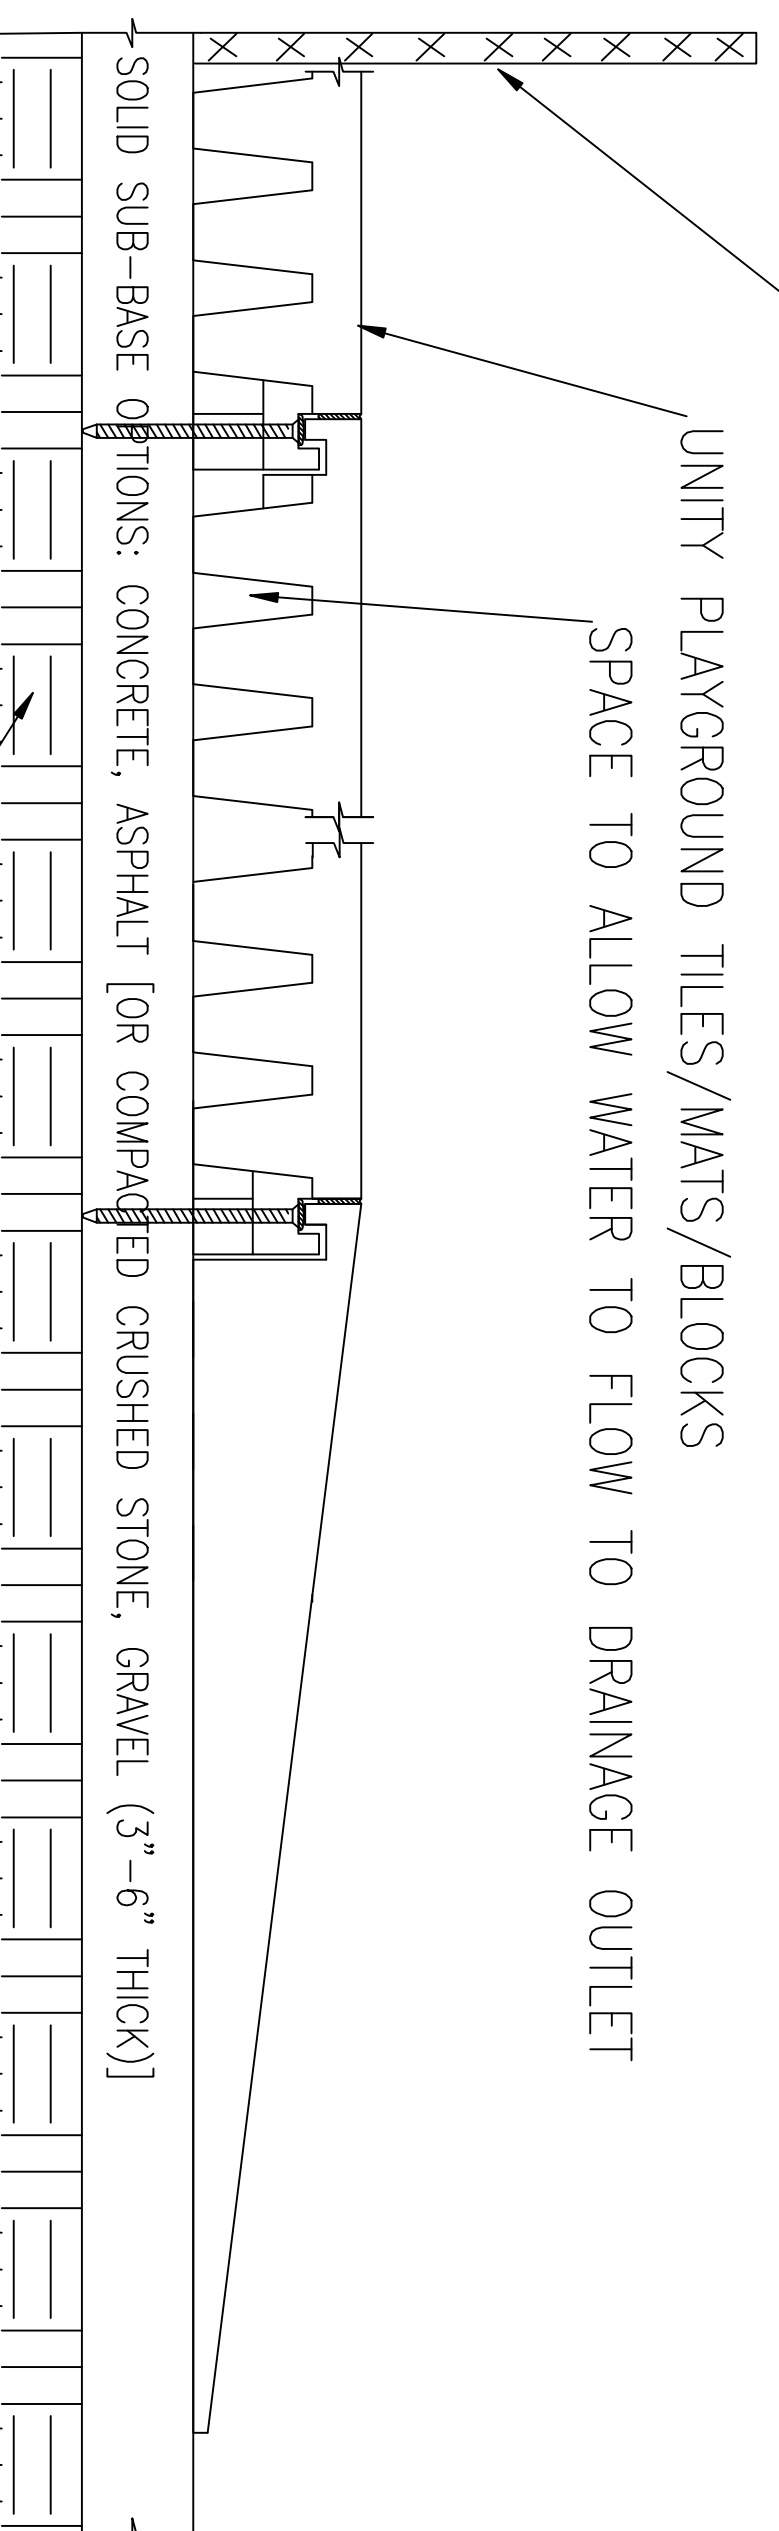 UNITY PLAYGROUND TILES/MATS/BLOCKS
SPACE TO ALLOW WATER TO FLOW TO DRAINAGE OUTLET
SOLID SUB-BASE OPTIONS: CONCRETE, ASPHALT [OR COMPACTED CRUSHED STONE, GRAVEL (3"-6" THICK)]